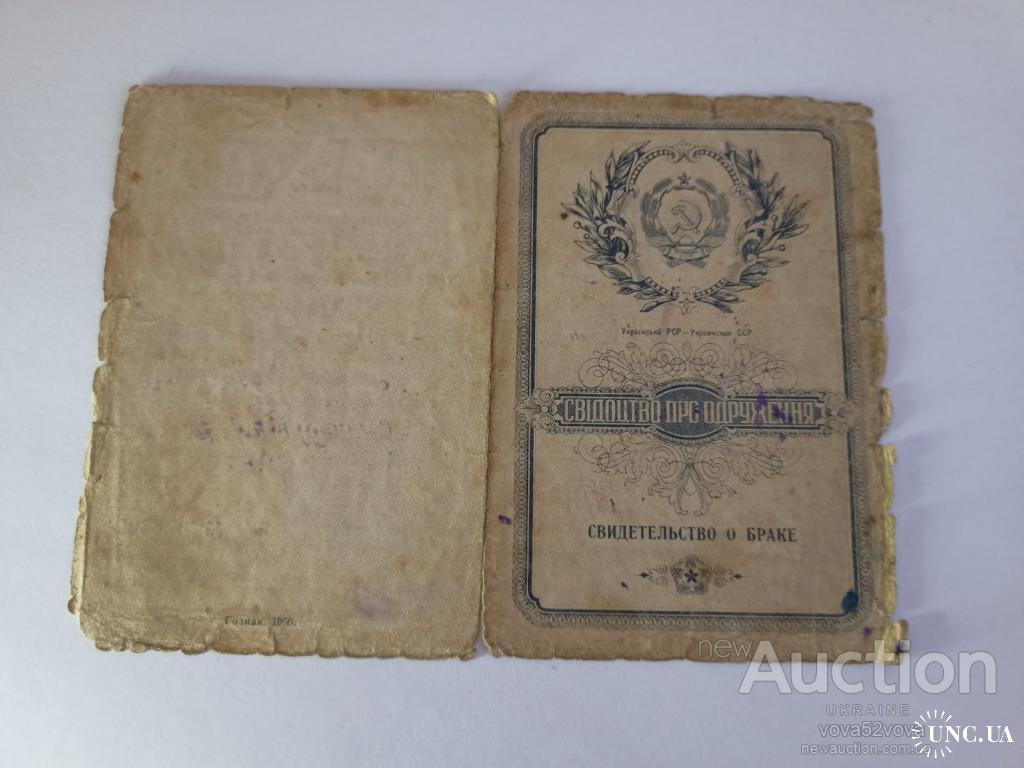 Гознак. 1950.
Українська РСР — Украинская ССР
СВІДОЦТВО ПРО ОДРУЖЕННЯ
СВИДЕТЕЛЬСТВО О БРАКЕ
new Auction
UKRAINE
vova52vova
newauction.com.ua
UNC.UA